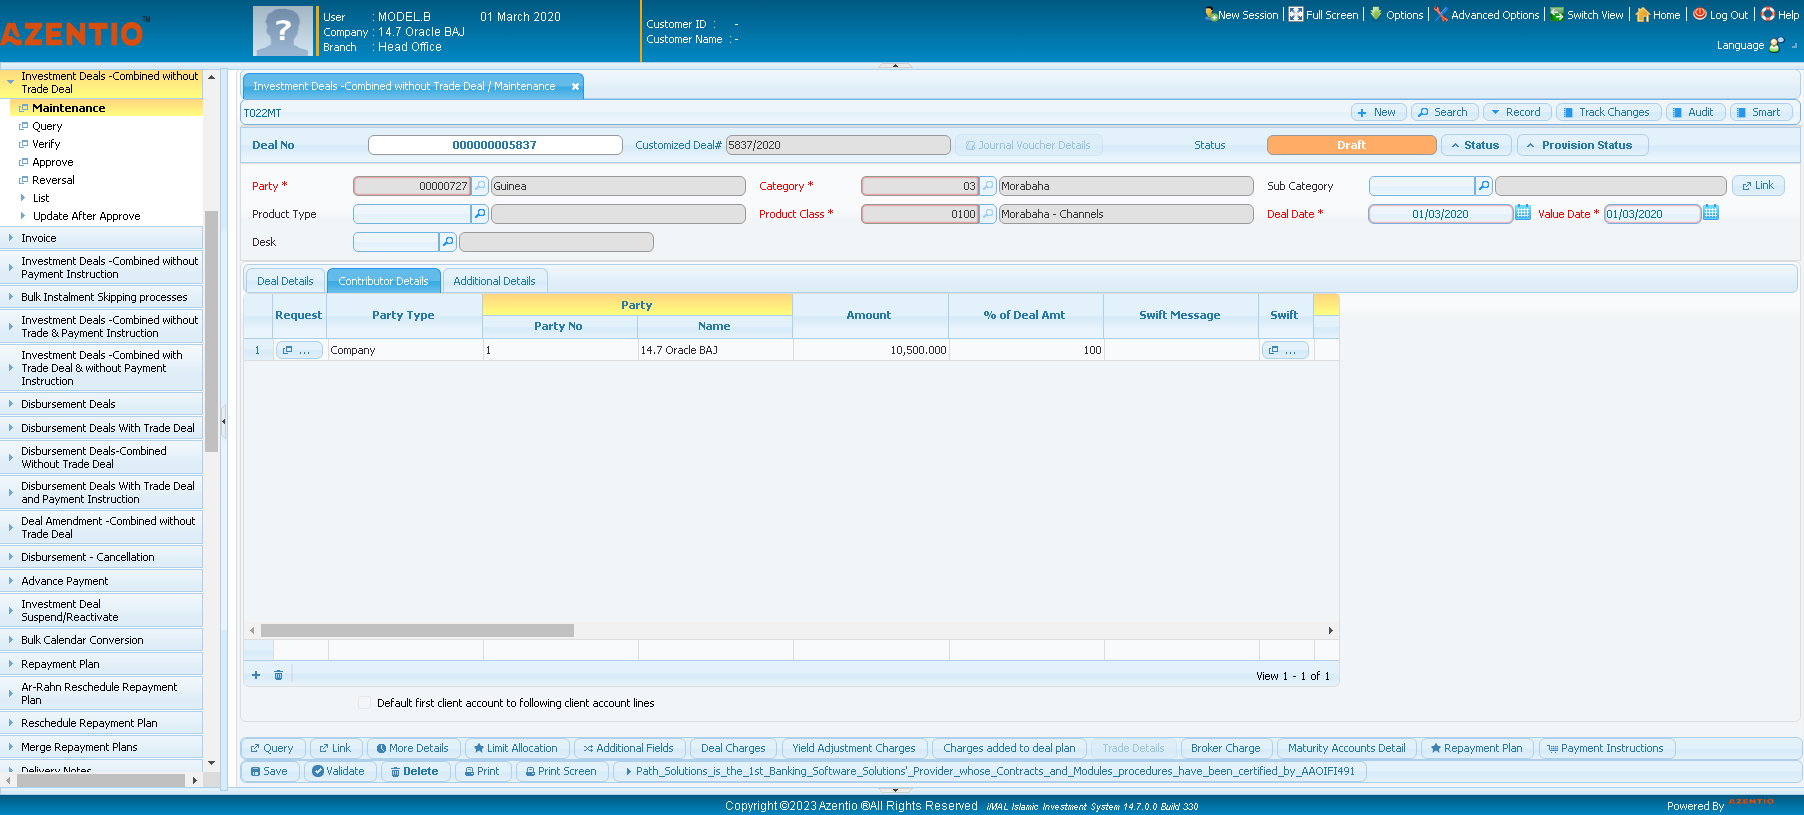 AZENTIO™
User : MODEL.B 01 March 2020
Company : 14.7 Oracle BAJ
Branch : Head Office
Customer ID : -
Customer Name : -
New Session Full Screen Options Advanced Options Switch View Home Log Out Help
Language
Investment Deals -Combined without
Trade Deal
Maintenance
Query
Verify
Approve
Reversal
List
Update After Approve
Invoice
Investment Deals -Combined without
Payment Instruction
Bulk Instalment Skipping processes
Investment Deals -Combined without
Trade & Payment Instruction
Investment Deals -Combined with
Trade Deal & without Payment
Instruction
Disbursement Deals
Disbursement Deals With Trade Deal
Disbursement Deals-Combined
Without Trade Deal
Disbursement Deals With Trade Deal
and Payment Instruction
Deal Amendment -Combined without
Trade Deal
Disbursement - Cancellation
Advance Payment
Investment Deal
Suspend/Reactivate
Bulk Calendar Conversion
Repayment Plan
Ar-Rahn Reschedule Repayment
Plan
Reschedule Repayment Plan
Merge Repayment Plans
Delivery Notes
Investment Deals -Combined without Trade Deal / Maintenance
T022MT
New Search Record Track Changes Audit Smart
Deal No 000000005837 Customized Deal# 5837/2020 Journal Voucher Details Status Draft Status Provision Status
Party * 00000727 Guinea Category * 03 Morabaha Sub Category Link
Product Type Product Class * 0100 Morabaha - Channels Deal Date * 01/03/2020 Value Date * 01/03/2020
Desk
Deal Details Contributor Details Additional Details
Party
Request Party Type Party No Name Amount % of Deal Amt Swift Message Swift
1 ... Company 1 14.7 Oracle BAJ 10,500.000 100 ...
View 1 - 1 of 1
Default first client account to following client account lines
Query Link More Details Limit Allocation Additional Fields Deal Charges Yield Adjustment Charges Charges added to deal plan Trade Details Broker Charge Maturity Accounts Detail Repayment Plan Payment Instructions
Save Validate Delete Print Print Screen Path_Solutions_is_the_1st_Banking_Software_Solutions'_Provider_whose_Contracts_and_Modules_procedures_have_been_certified_by_AAOIFI491
Copyright ©2023 Azentio ®All Rights Reserved iMAL Islamic Investment System 14.7.0.0 Build 330
Powered By AZENTIO